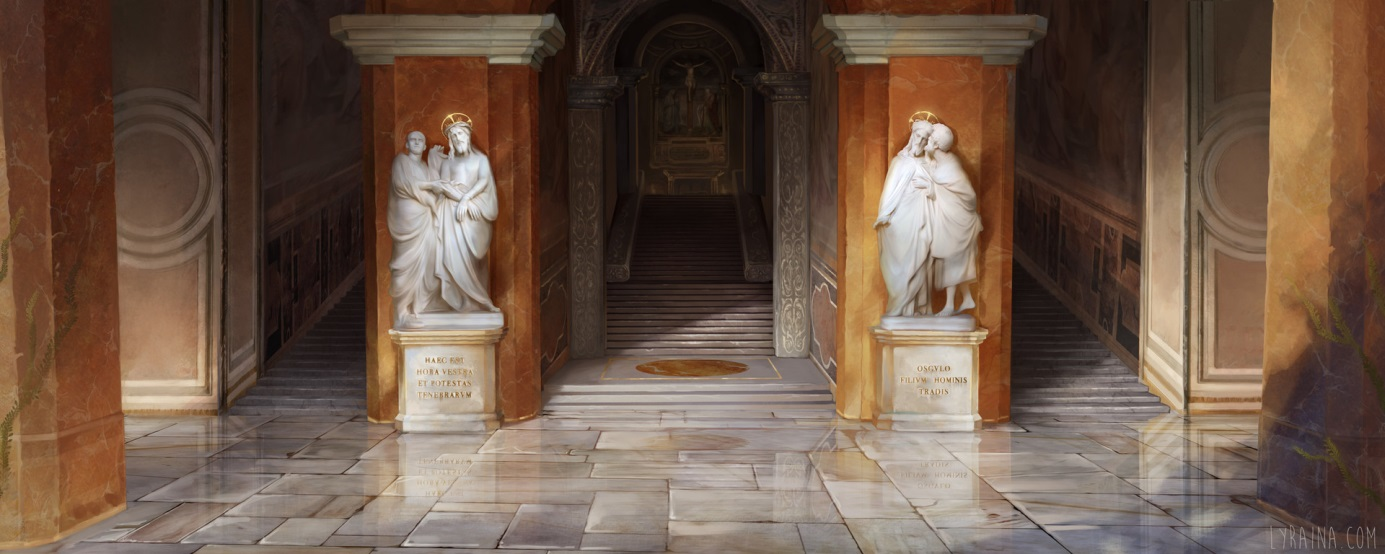 HAEC EST
HORA VESTRA
ET POTESTAS
TENEBRARVM
OSCVLO
FILIVM HOMINIS
TRADIS
LYRAINA.COM